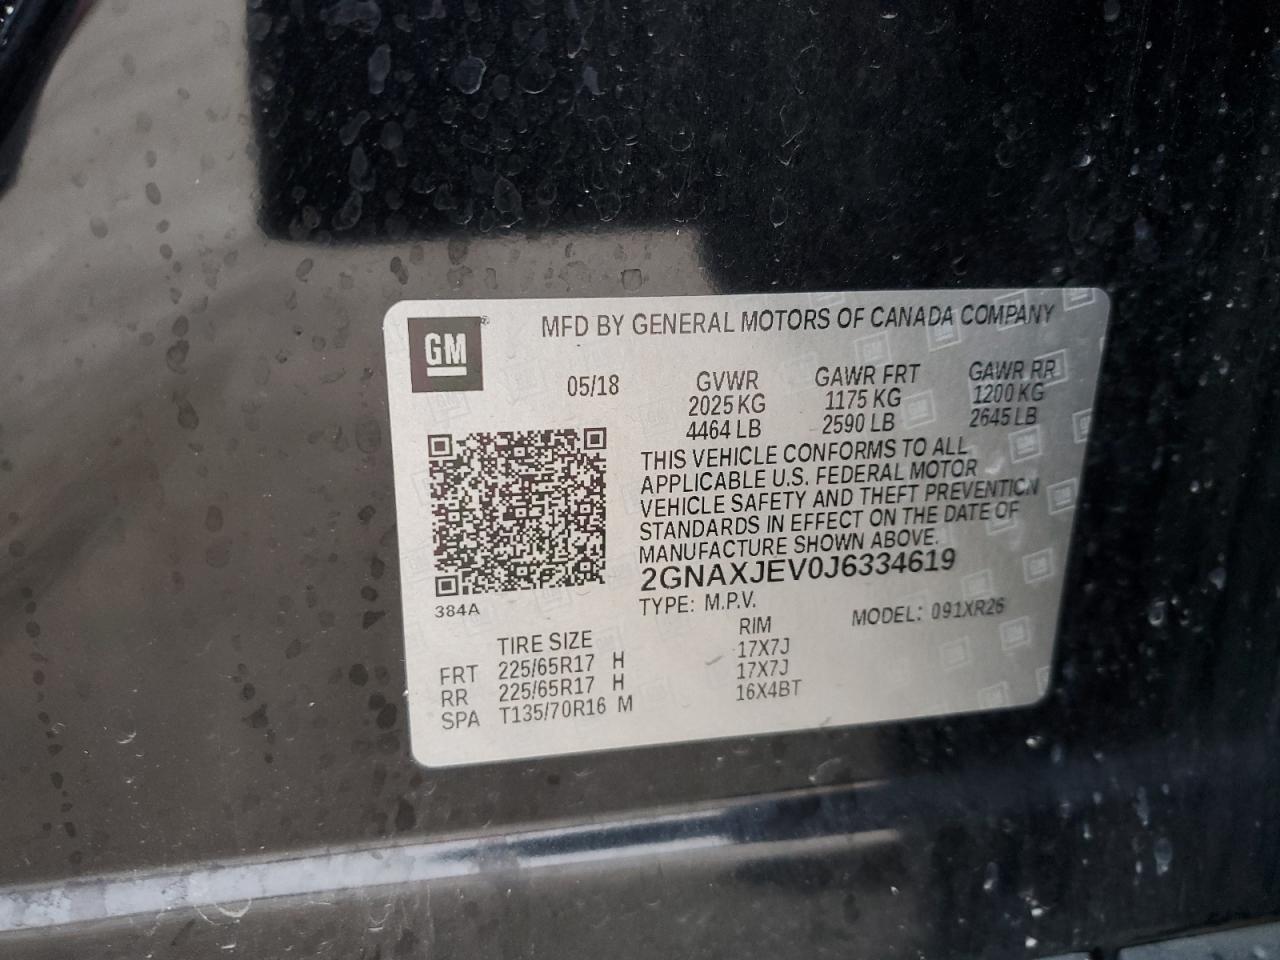 GM®
MFD BY GENERAL MOTORS OF CANADA COMPANY
05/18
GVWR
2025 KG
4464 LB
GAWR FRT
1175 KG
2590 LB
GAWR RR
1200 KG
2645 LB
THIS VEHICLE CONFORMS TO ALL
APPLICABLE U.S. FEDERAL MOTOR
VEHICLE SAFETY AND THEFT PREVENTION
STANDARDS IN EFFECT ON THE DATE OF
MANUFACTURE SHOWN ABOVE.
2GNAXJEV0J6334619
384A
TYPE: M.P.V.
MODEL: 091XR26
TIRE SIZE RIM
FRT 225/65R17 H 17X7J
RR 225/65R17 H 17X7J
SPA T135/70R16 M 16X4BT